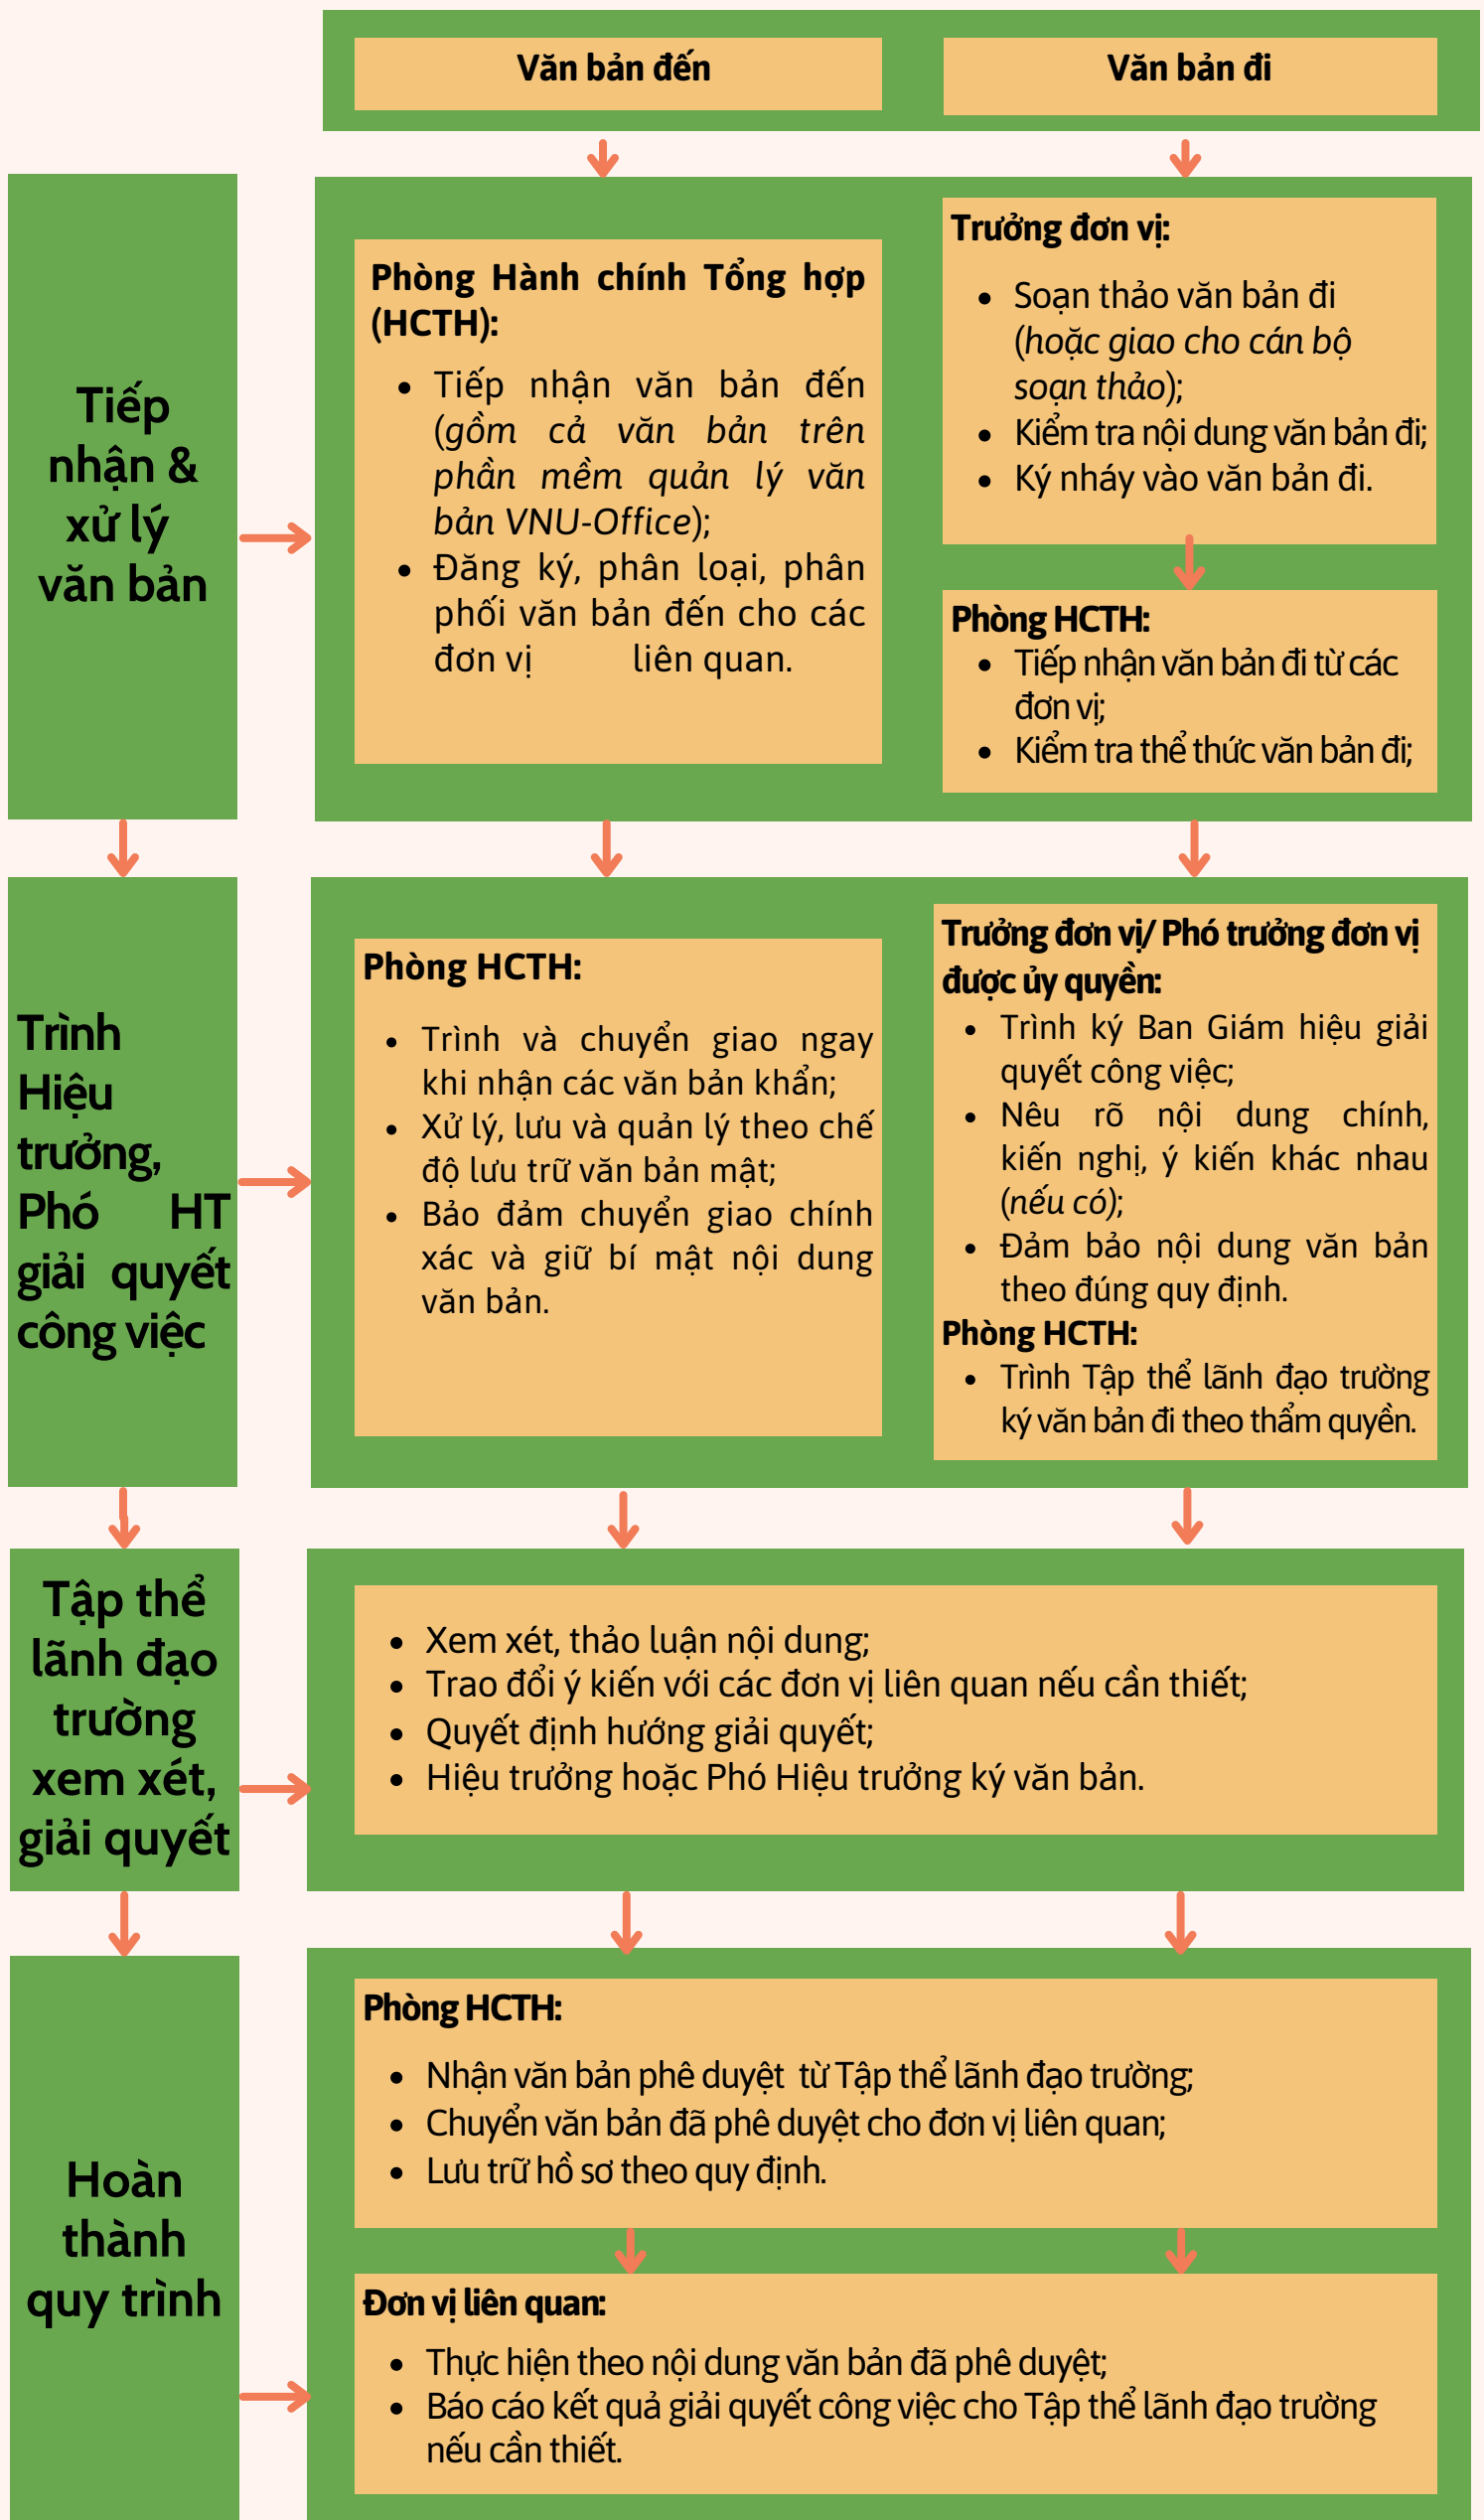 Văn bản đến
Văn bản đi
Tiếp
nhận &
xử lý
văn bản
Phòng Hành chính Tổng hợp
(HCTH):
• Tiếp nhận văn bản đến
(gồm cả văn bản trên
phần mềm quản lý văn
bản VNU-Office);
• Đăng ký, phân loại, phân
phối văn bản đến cho các
đơn vị liên quan.
Trưởng đơn vị:
• Soạn thảo văn bản đi
(hoặc giao cho cán bộ
soạn thảo);
• Kiểm tra nội dung văn bản đi;
• Ký nháy vào văn bản đi.
Phòng HCTH:
• Tiếp nhận văn bản đi từ các
đơn vị;
• Kiểm tra thể thức văn bản đi;
Trình
Hiệu
trưởng,
Phó HT
giải quyết
công việc
Phòng HCTH:
• Trình và chuyển giao ngay
khi nhận các văn bản khẩn;
• Xử lý, lưu và quản lý theo chế
độ lưu trữ văn bản mật;
• Bảo đảm chuyển giao chính
xác và giữ bí mật nội dung
văn bản.
Trưởng đơn vị/ Phó trưởng đơn vị
được ủy quyền:
• Trình ký Ban Giám hiệu giải
quyết công việc;
• Nêu rõ nội dung chính,
kiến nghị, ý kiến khác nhau
(nếu có);
• Đảm bảo nội dung văn bản
theo đúng quy định.
Phòng HCTH:
• Trình Tập thể lãnh đạo trường
ký văn bản đi theo thẩm quyền.
Tập thể
lãnh đạo
trường
xem xét,
giải quyết
• Xem xét, thảo luận nội dung;
• Trao đổi ý kiến với các đơn vị liên quan nếu cần thiết;
• Quyết định hướng giải quyết;
• Hiệu trưởng hoặc Phó Hiệu trưởng ký văn bản.
Hoàn
thành
quy trình
Phòng HCTH:
• Nhận văn bản phê duyệt từ Tập thể lãnh đạo trường;
• Chuyển văn bản đã phê duyệt cho đơn vị liên quan;
• Lưu trữ hồ sơ theo quy định.
Đơn vị liên quan:
• Thực hiện theo nội dung văn bản đã phê duyệt;
• Báo cáo kết quả giải quyết công việc cho Tập thể lãnh đạo trường
nếu cần thiết.